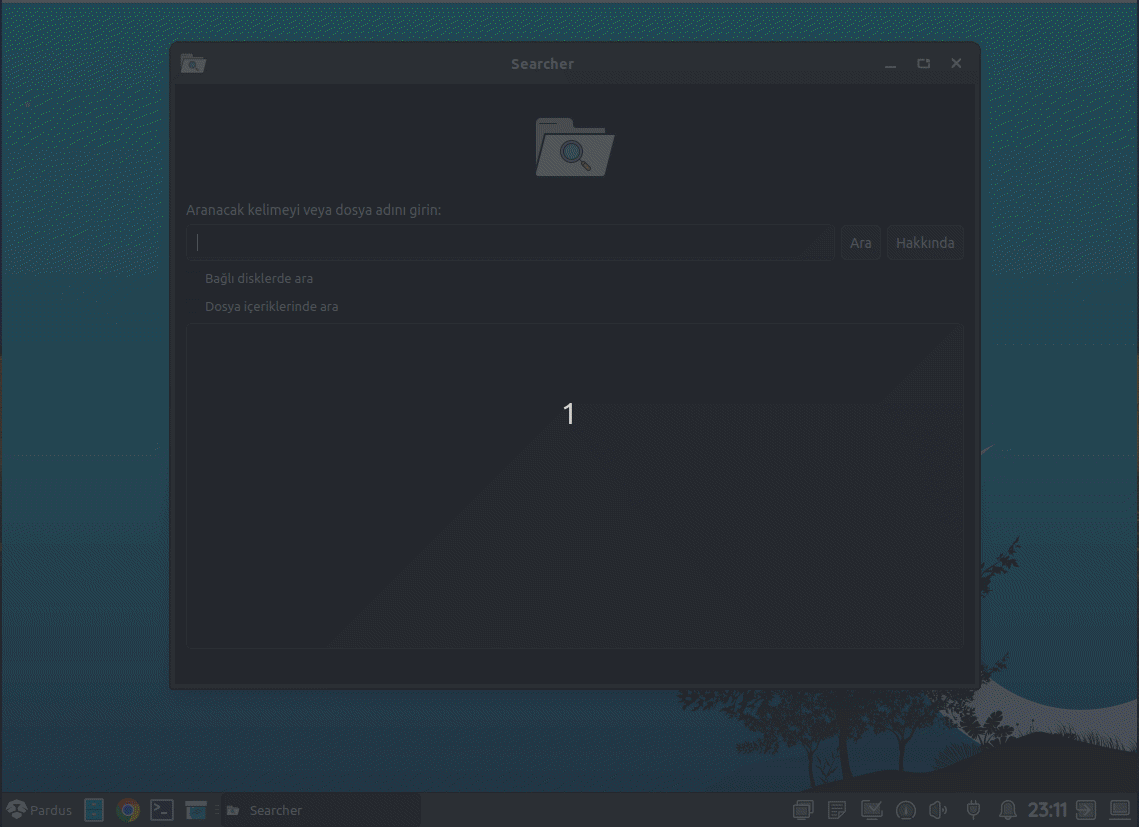 Searcher
Aranacak kelimeyi veya dosya adını girin:
Ara
Hakkında
Bağlı disklerde ara
Dosya içeriklerinde ara
1
Pardus
Searcher
23:11